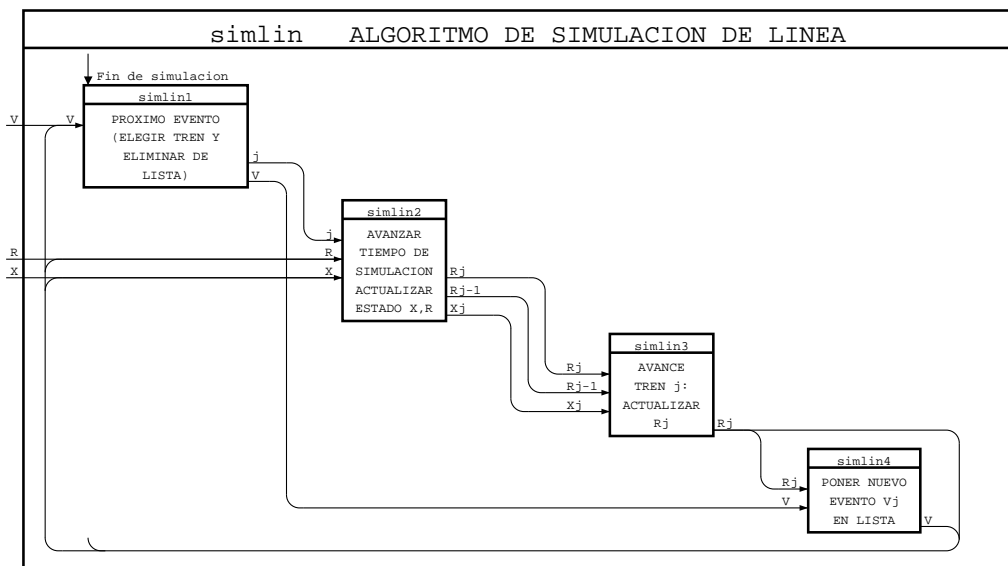 simlin ALGORITMO DE SIMULACION DE LINEA
Fin de simulacion
simlin1
V
V
PROXIMO EVENTO
(ELEGIR TREN Y
ELIMINAR DE
LISTA)
j
V
simlin2
j
R
R
X
X
AVANZAR
TIEMPO DE
SIMULACION
ACTUALIZAR
ESTADO X,R
Rj
Rj-1
Xj
simlin3
Rj
Rj-1
Xj
AVANCE
TREN j:
ACTUALIZAR
Rj
Rj
simlin4
Rj
V
PONER NUEVO
EVENTO Vj
EN LISTA
V